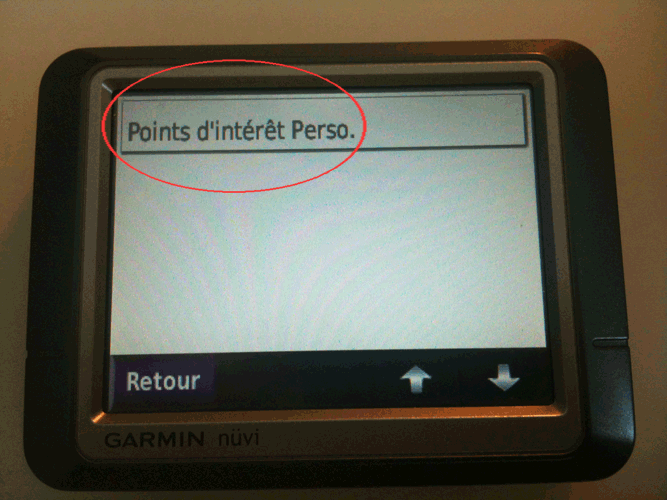 Points d'intérêt Perso.
Retour
GARMIN nüvi